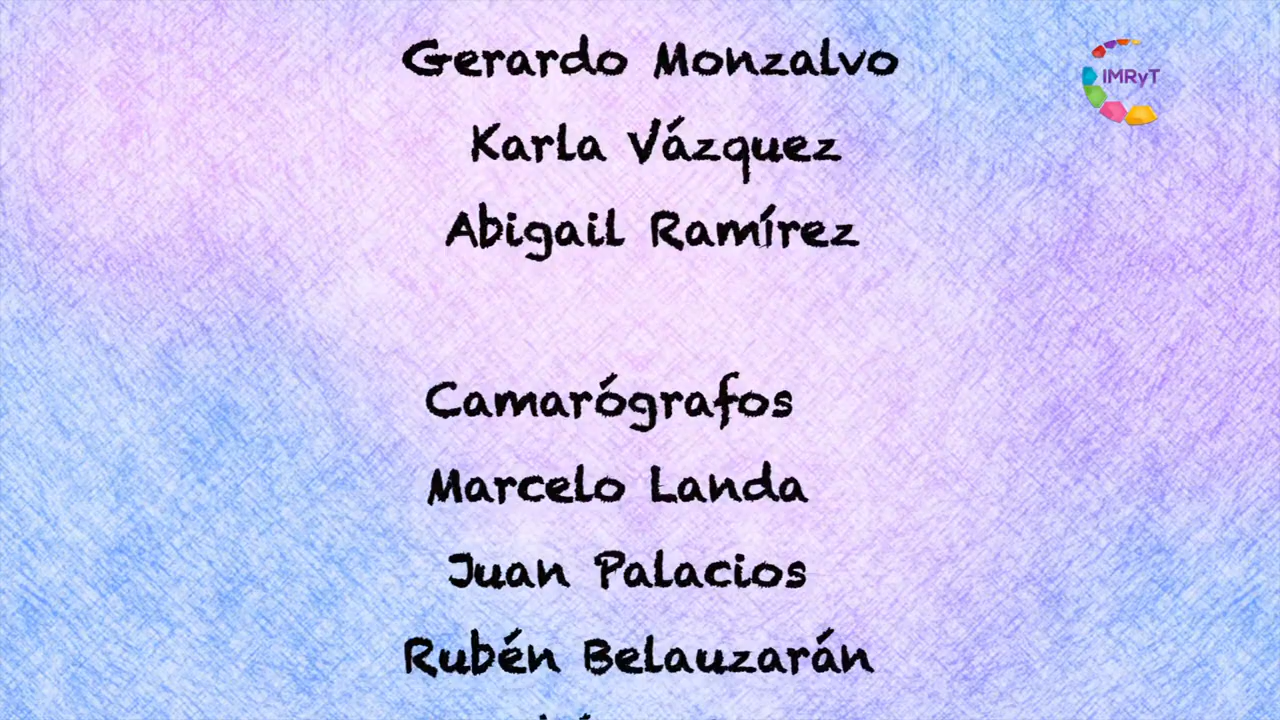 Gerardo Monzalvo
IMRyT
Karla Vázquez
Abigail Ramírez
Camarógrafos
Marcelo Landa
Juan Palacios
Rubén Belauzarán